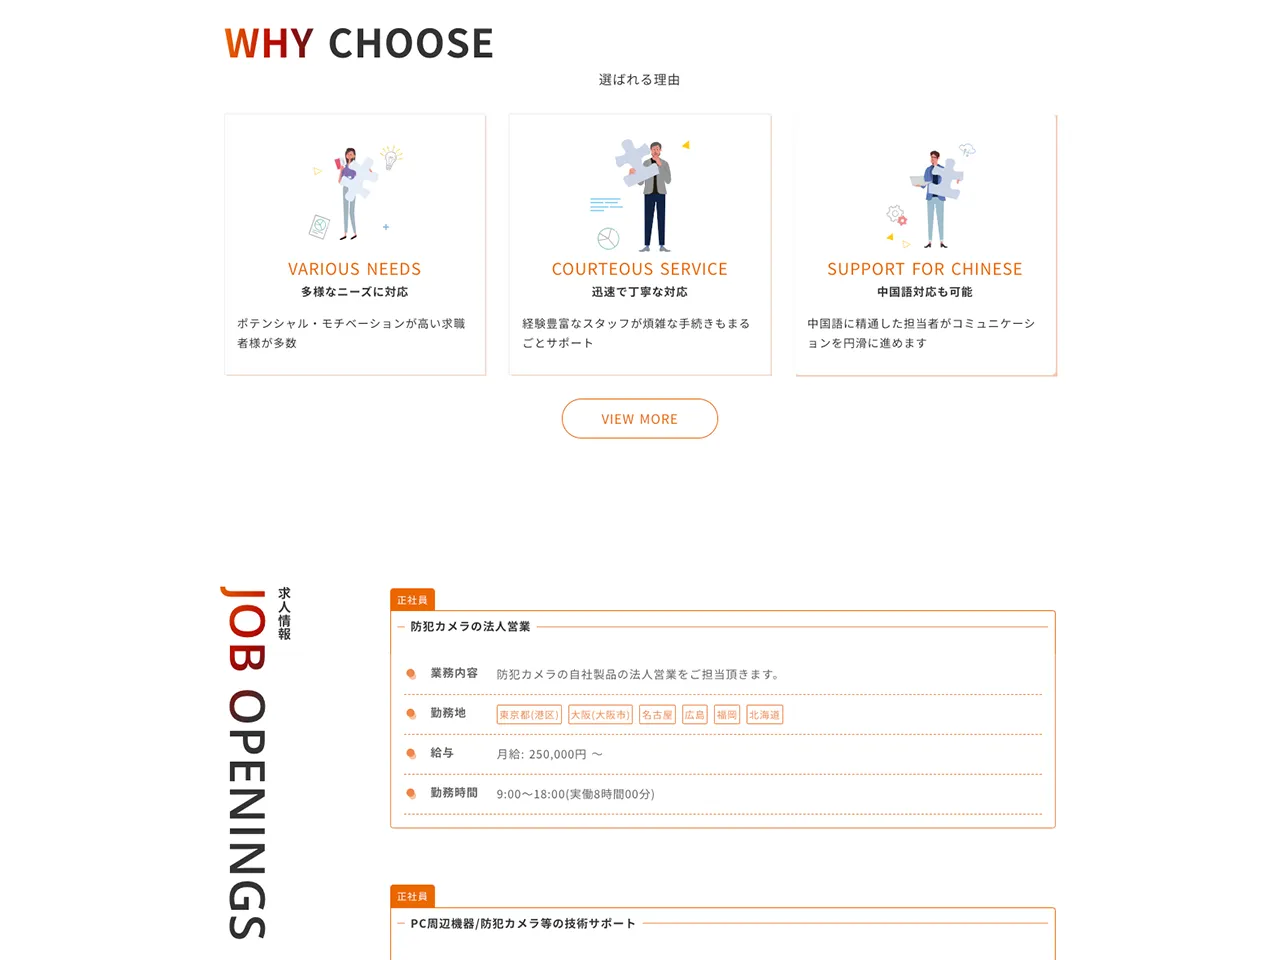 WHY CHOOSE
選ばれる理由
VARIOUS NEEDS
多様なニーズに対応
ポテンシャル・モチベーションが高い求職
者様が多数
COURTEOUS SERVICE
迅速で丁寧な対応
経験豊富なスタッフが煩雑な手続きもまる
ごとサポート
SUPPORT FOR CHINESE
中国語対応も可能
中国語に精通した担当者がコミュニケーシ
ョンを円滑に進めます
VIEW MORE
JOB OPENINGS
求人情報
正社員
防犯カメラの法人営業
業務内容 防犯カメラの自社製品の法人営業をご担当頂きます。
勤務地 東京都(港区) 大阪(大阪市) 名古屋 広島 福岡 北海道
給与 月給: 250,000円 〜
勤務時間 9:00〜18:00(実働8時間00分)
正社員
PC周辺機器/防犯カメラ等の技術サポート